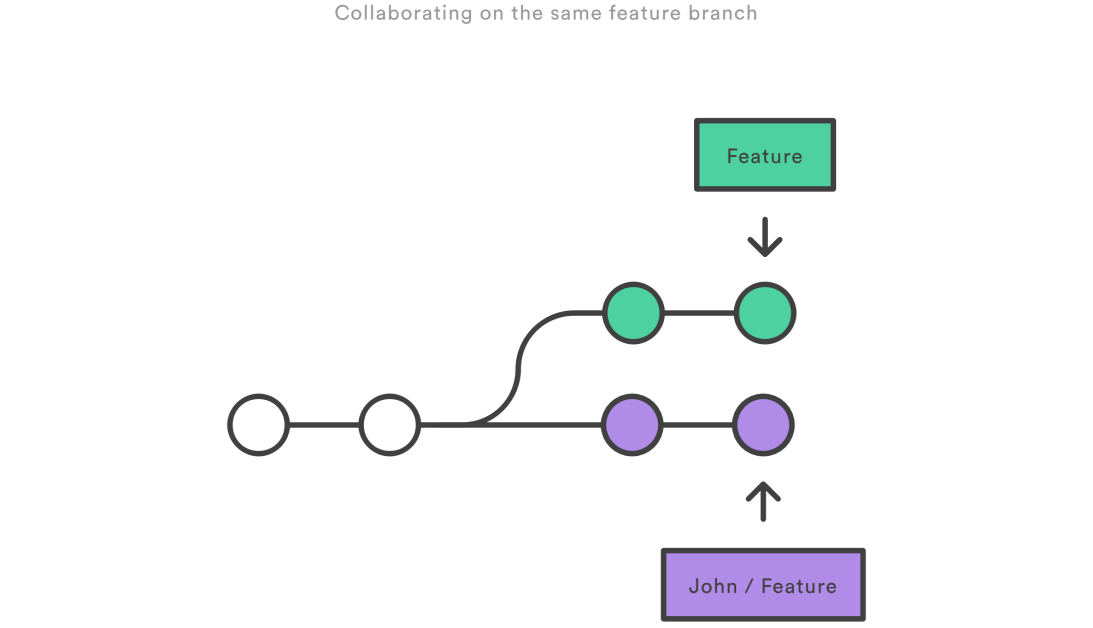 Collaborating on the same feature branch
Feature
John / Feature